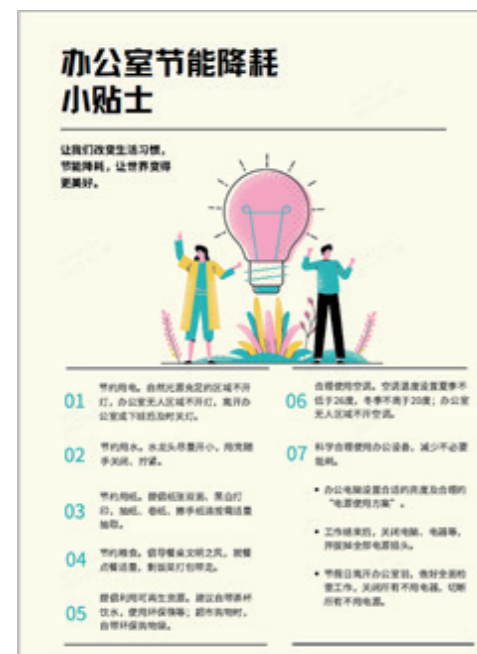 办公室节能降耗
小贴士
让我们改变生活习惯，
节能降耗，让世界变得
更美好。
01
节约用电。自然光源充足的区域不开
灯，办公室无人区域不开灯，离开办
公室或下班后及时关灯。
02
节约用水。水龙头尽量开小，用完随
手关闭、拧紧。
03
节约用纸。提倡纸张双面、黑白打
印，抽纸、卷纸、擦手纸请按需适量
抽取。
04
节约粮食。倡导餐桌文明之风，就餐
点餐适量，剩饭菜打包带走。
05
提倡利用可再生资源。建议自带茶杯
饮水，使用环保袋等；超市购物时，
自带环保购物袋。
06
合理使用空调。空调温度设置夏季不
低于26度，冬季不高于20度；办公室
无人区域不开空调。
07
科学合理使用办公设备，减少不必要
能耗。
• 办公电脑设置合适的亮度及合理的
“电源使用方案”。
• 工作结束后，关闭电脑、电器等，
并拔掉全部电源插头。
• 节假日离开办公室前，做好全面检
查工作，关闭所有不用电器，切断
所有不用电源。